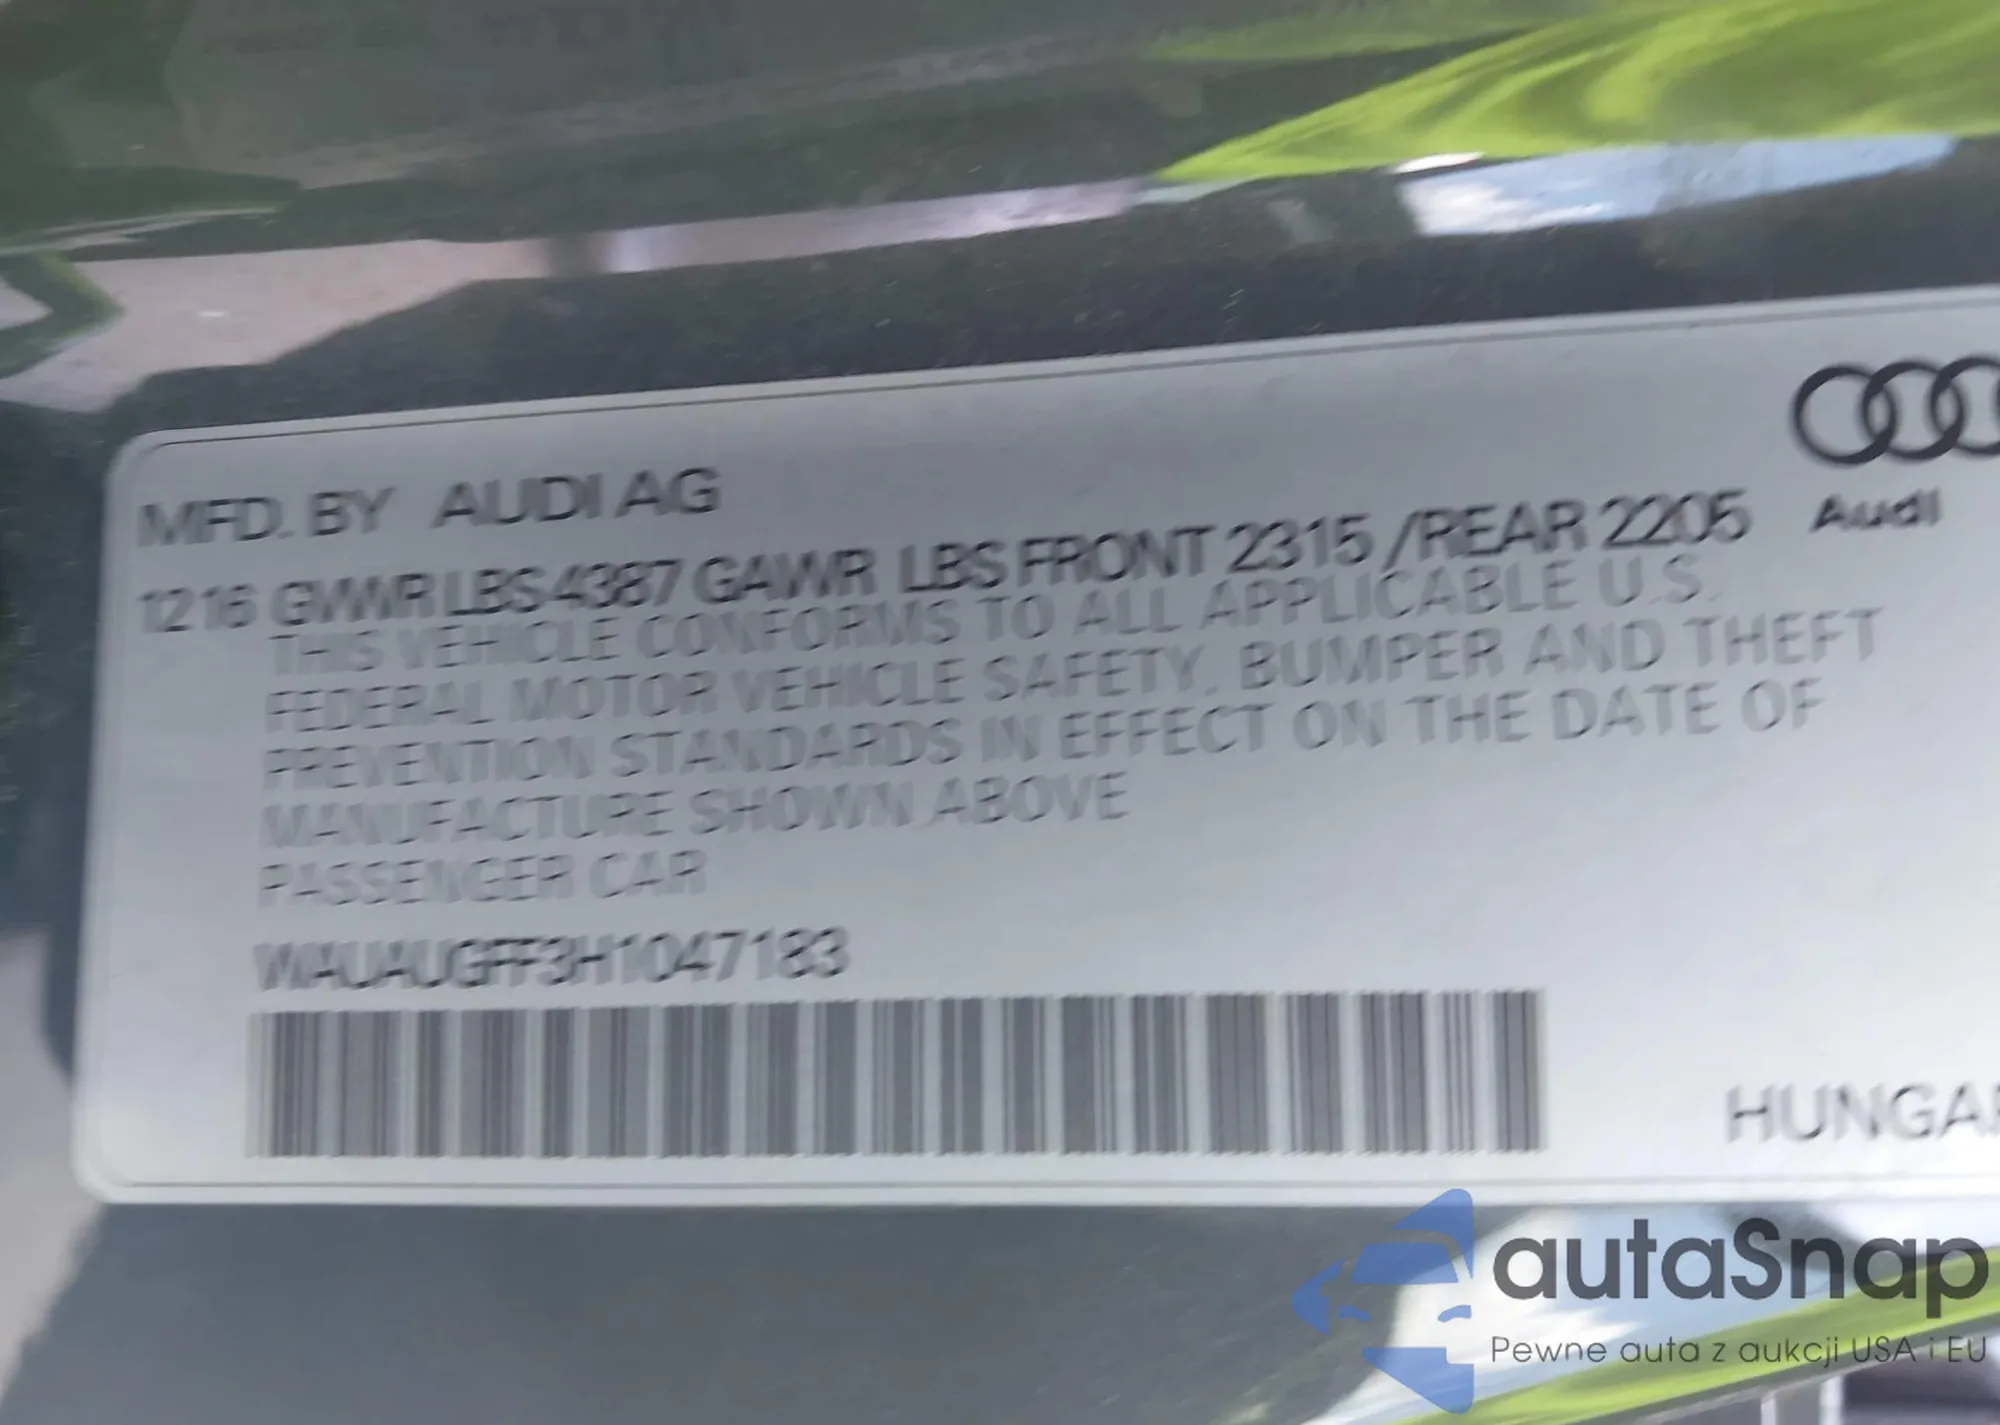 MFD. BY AUDI AG
12 16 GVWR LBS 4387 GAWR LBS FRONT 2315 /REAR 2205
Audi
THIS VEHICLE CONFORMS TO ALL APPLICABLE U.S.
FEDERAL MOTOR VEHICLE SAFETY, BUMPER AND THEFT
PREVENTION STANDARDS IN EFFECT ON THE DATE OF
MANUFACTURE SHOWN ABOVE
PASSENGER CAR
WAUAUGFF3H1047183
HUNGAR
autaSnap
Pewne auta z aukcji USA i EU